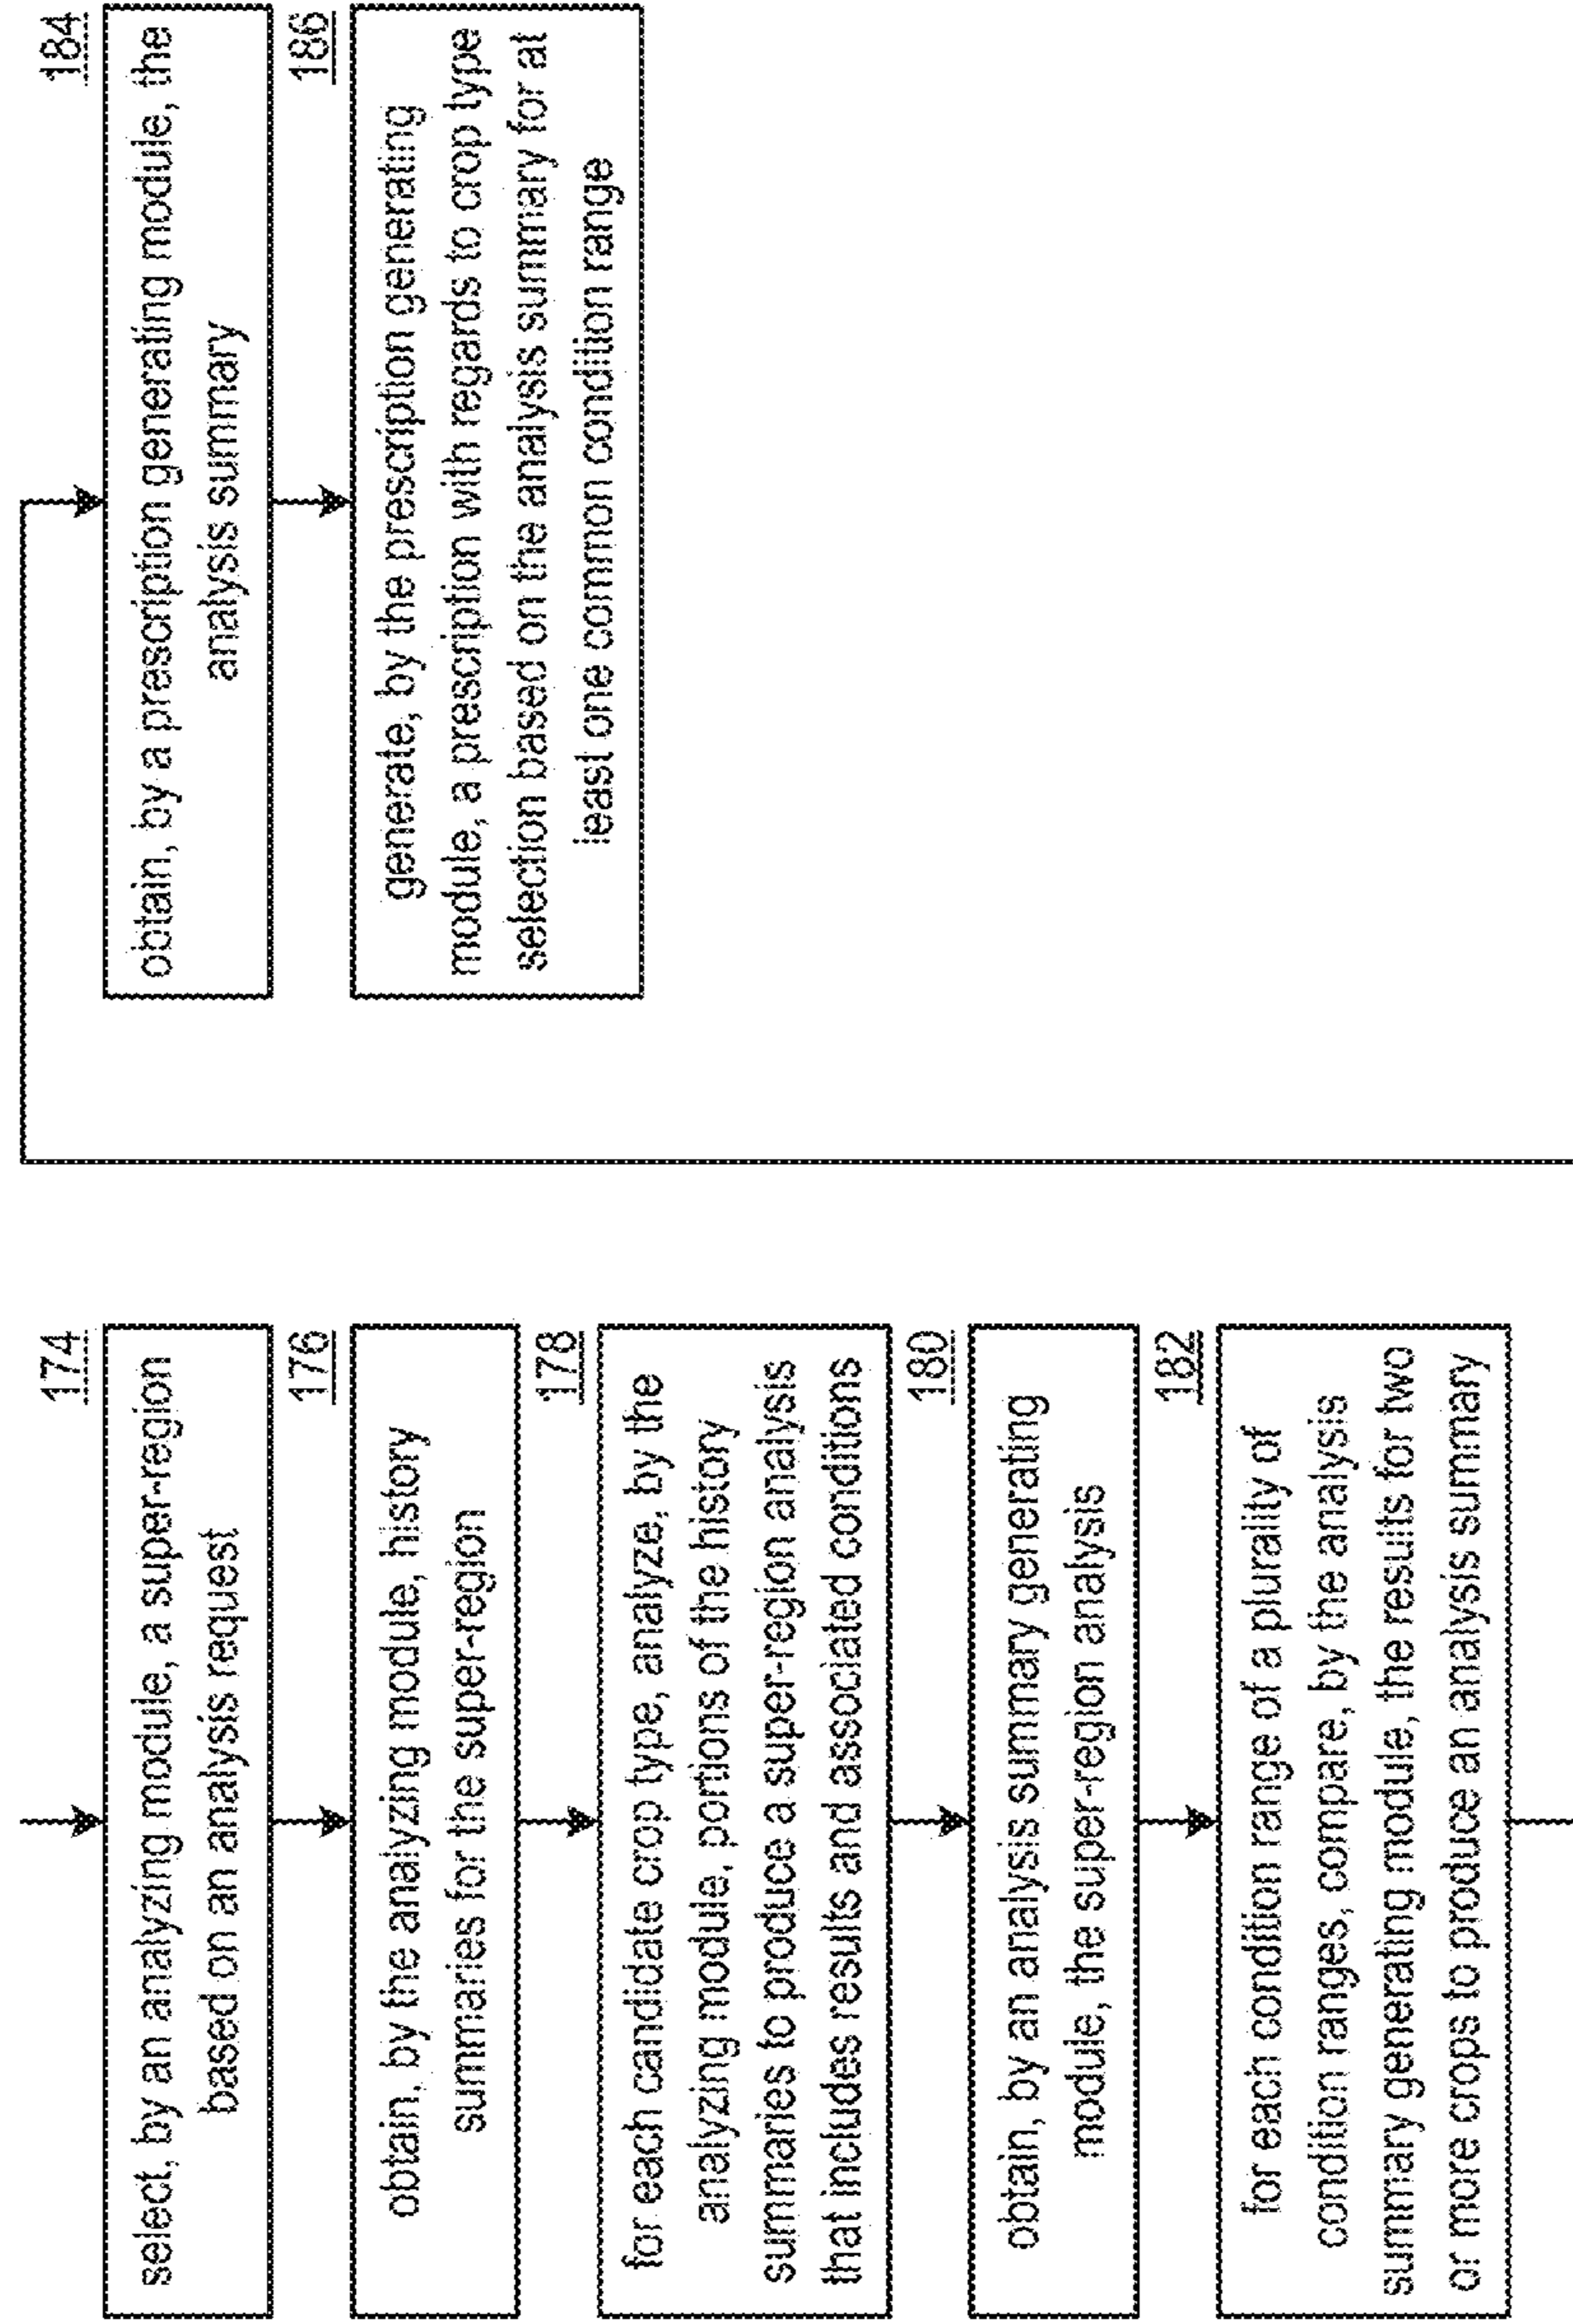 174
select, by an analyzing module, a super-region
based on an analysis request
176
obtain, by the analyzing module, history
summaries for the super-region
178
for each candidate crop type, analyze, by the
analyzing module, portions of the history
summaries to produce a super-region analysis
that includes results and associated conditions
180
obtain, by an analysis summary generating
module, the super-region analysis
182
for each condition range of a plurality of
condition ranges, compare, by the analysis
summary generating module, the results for two
or more crops to produce an analysis summary
184
obtain, by a prescription generating module, the
analysis summary
186
generate, by the prescription generating
module, a prescription with regards to crop type
selection based on the analysis summary for at
least one common condition range